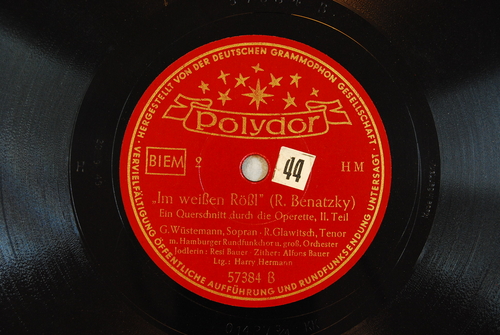 HERGESTELLT VON DER DEUTSCHEN GRAMMOPHON GESELLSCHAFT ·
Polydor
BIEM
2
44
HM
„Im weißen Rößl" (R. Benatzky)
Ein Querschnitt durch die Operette, II. Teil
G. Wüstemann, Sopran · R. Glawitsch, Tenor
m. Hamburger Rundfunkchor u. groß. Orchester
Jodlerin: Resi Bauer · Zither: Alfons Bauer
Ltg.: Harry Hermann
57384 B
VERVIELFÄLTIGUNG ÖFFENTLICHE AUFFÜHRUNG UND RUNDFUNKSENDUNG UNTERSAGT ·